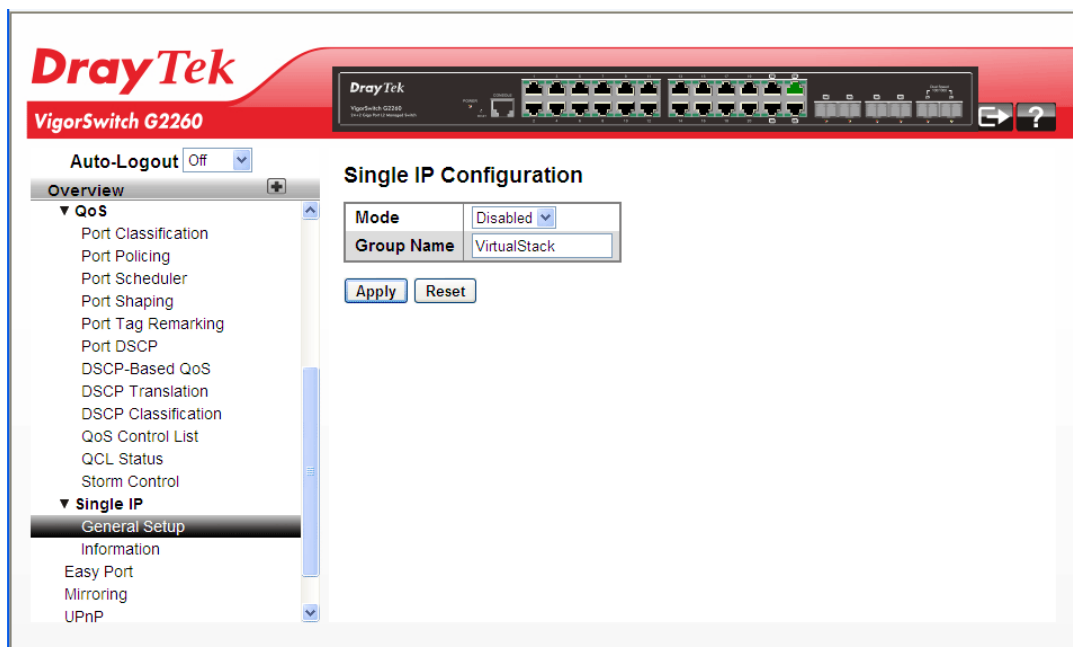 DrayTek
VigorSwitch G2260
DrayTek
VigorSwitch G2260
CONSOLE
POWER
Auto-Logout Off
Overview
▼ QoS
Port Classification
Port Policing
Port Scheduler
Port Shaping
Port Tag Remarking
Port DSCP
DSCP-Based QoS
DSCP Translation
DSCP Classification
QoS Control List
QCL Status
Storm Control
▼ Single IP
General Setup
Information
Easy Port
Mirroring
UPnP
Single IP Configuration
Mode Disabled
Group Name VirtualStack
Apply Reset